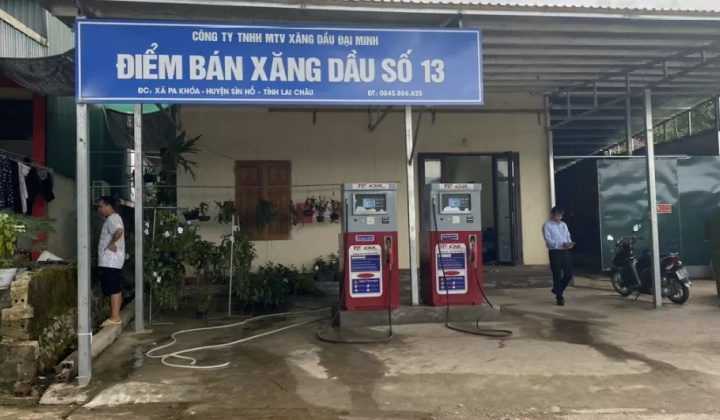 CÔNG TY TNHH MTV XĂNG DẦU ĐẠI MINH
ĐIỂM BÁN XĂNG DẦU SỐ 13
ĐC: XÃ PA KHÓA - HUYỆN SÌN HỒ - TỈNH LAI CHÂU
ĐT: 0845.566.626